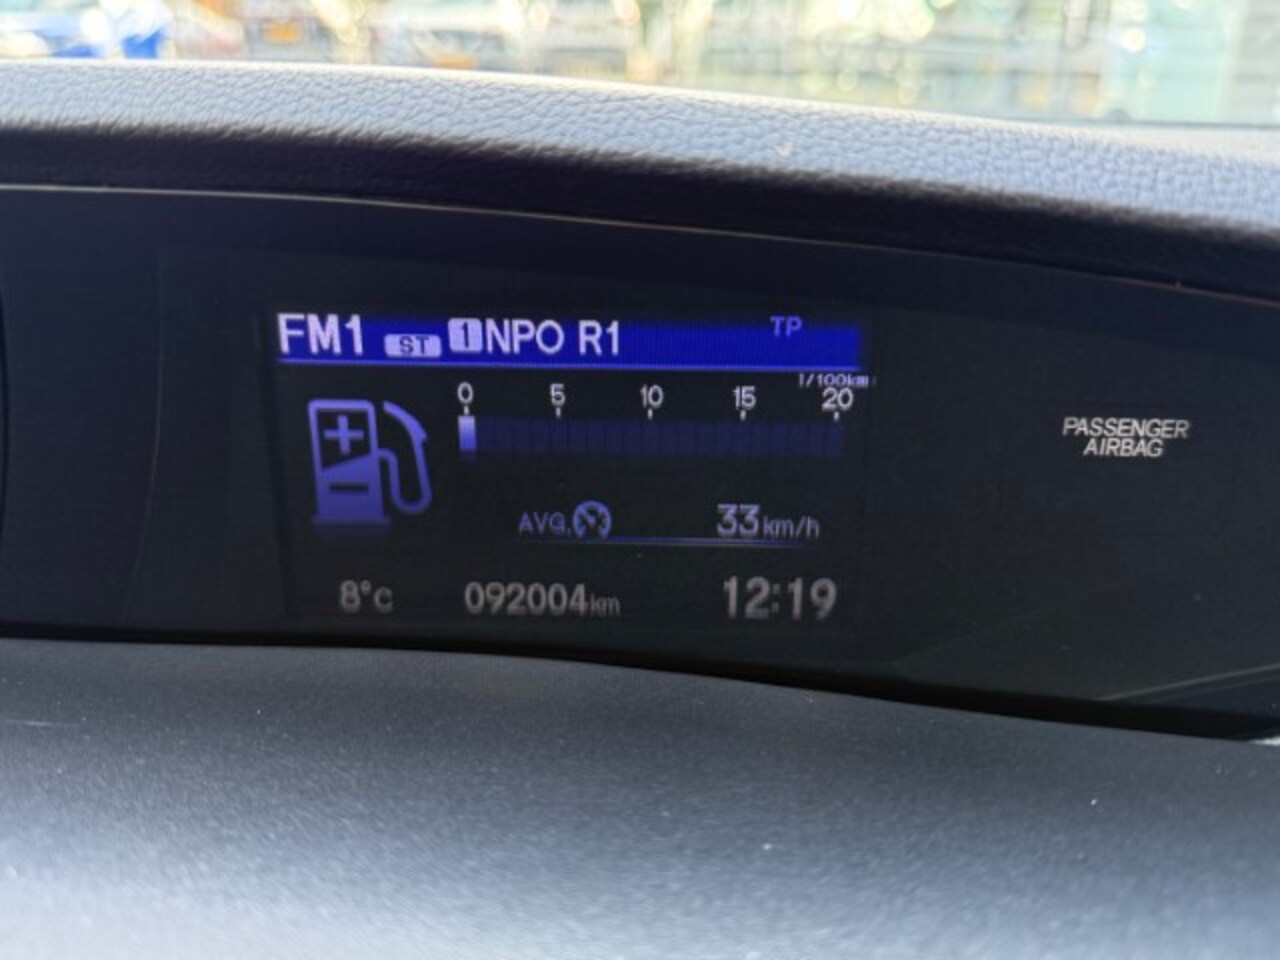 FM1 ST 1 NPO R1 TP
l/100km
0 5 10 15 20
PASSENGER
AIRBAG
AVG. 33 km/h
8°C 092004 km 12:19